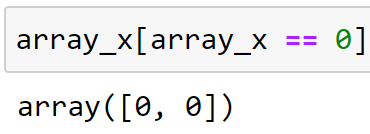 array_x[array_x == 0]
array([0, 0])